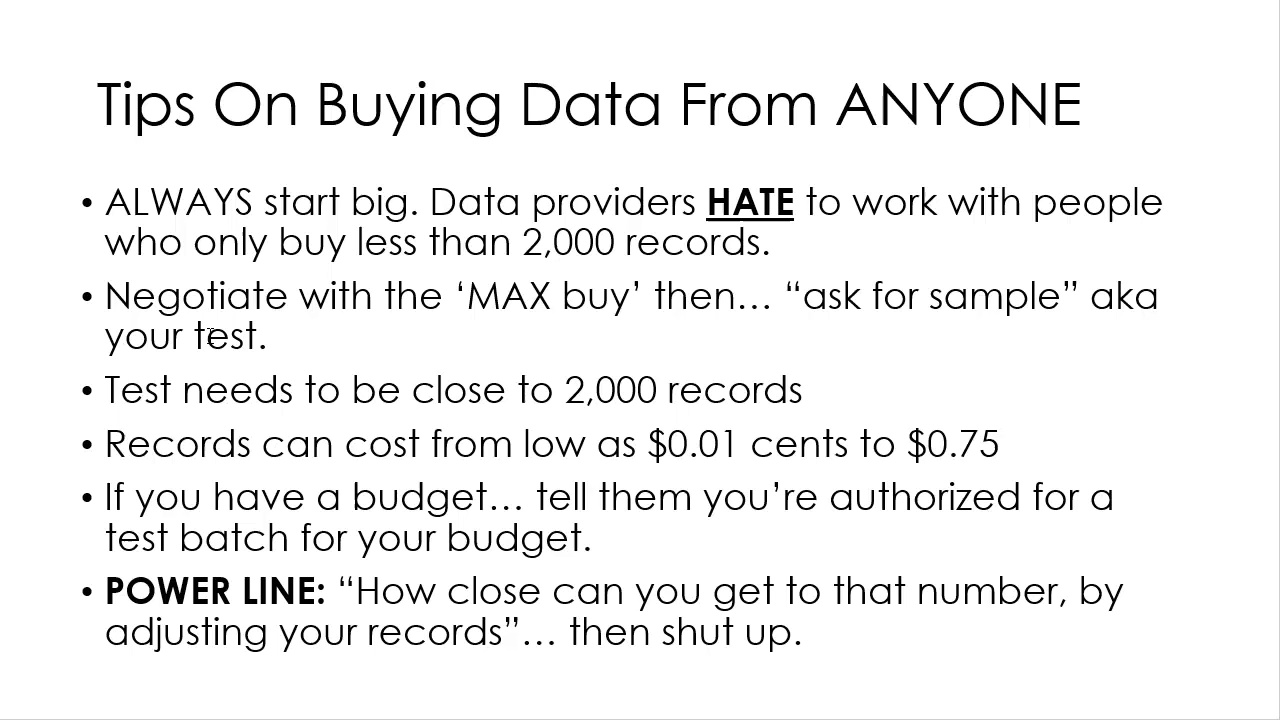 Tips On Buying Data From ANYONE
• ALWAYS start big. Data providers HATE to work with people
who only buy less than 2,000 records.
• Negotiate with the ‘MAX buy’ then… “ask for sample” aka
your test.
• Test needs to be close to 2,000 records
• Records can cost from low as $0.01 cents to $0.75
• If you have a budget… tell them you’re authorized for a
test batch for your budget.
• POWER LINE: “How close can you get to that number, by
adjusting your records”… then shut up.